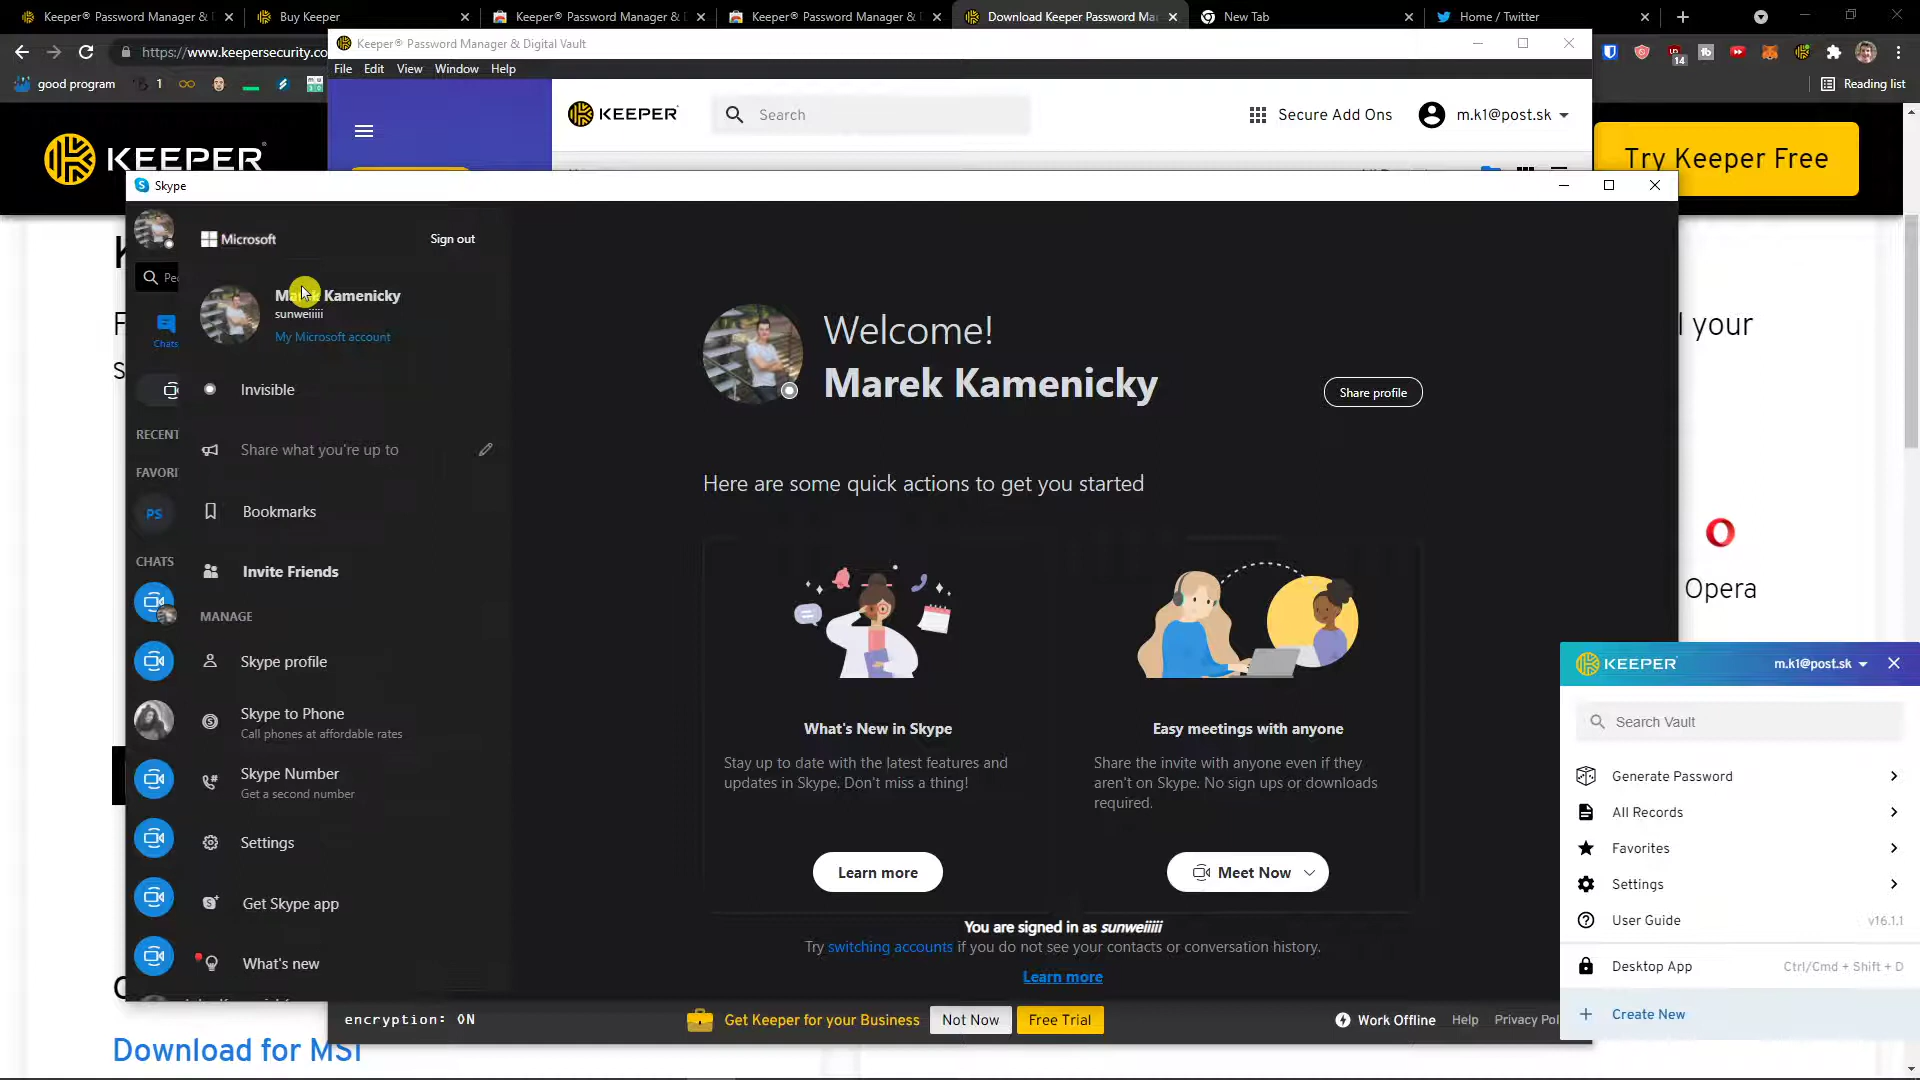 Keeper® Password Manager &
Buy Keeper
Keeper® Password Manager &
Keeper® Password Manager &
Download Keeper Password Ma
New Tab
Home / Twitter
https://www.keepersecurity.co
14
good program
1
Reading list
Keeper® Password Manager & Digital Vault
File
Edit
View
Window
Help
KEEPER
Search
Secure Add Ons
m.k1@post.sk
KEEPER
Try Keeper Free
Skype
Microsoft
Sign out
Marek Kamenicky
sunweiiiii
My Microsoft account
Chats
Invisible
RECENT
Share what you're up to
FAVORI
PS
Bookmarks
CHATS
Invite Friends
MANAGE
Skype profile
Skype to Phone
Call phones at affordable rates
Skype Number
Get a second number
Settings
Get Skype app
What's new
Welcome!
Marek Kamenicky
Share profile
Here are some quick actions to get you started
What's New in Skype
Stay up to date with the latest features and
updates in Skype. Don't miss a thing!
Learn more
Easy meetings with anyone
Share the invite with anyone even if they
aren't on Skype. No sign ups or downloads
required.
Meet Now
You are signed in as sunweiiiii
Try switching accounts if you do not see your contacts or conversation history.
Learn more
your
Opera
KEEPER
m.k1@post.sk
Search Vault
Generate Password
All Records
Favorites
Settings
User Guide
v16.1.1
Desktop App
Ctrl/Cmd + Shift + D
Create New
encryption: ON
Get Keeper for your Business
Not Now
Free Trial
Work Offline
Help
Privacy Pol
Download for MSI